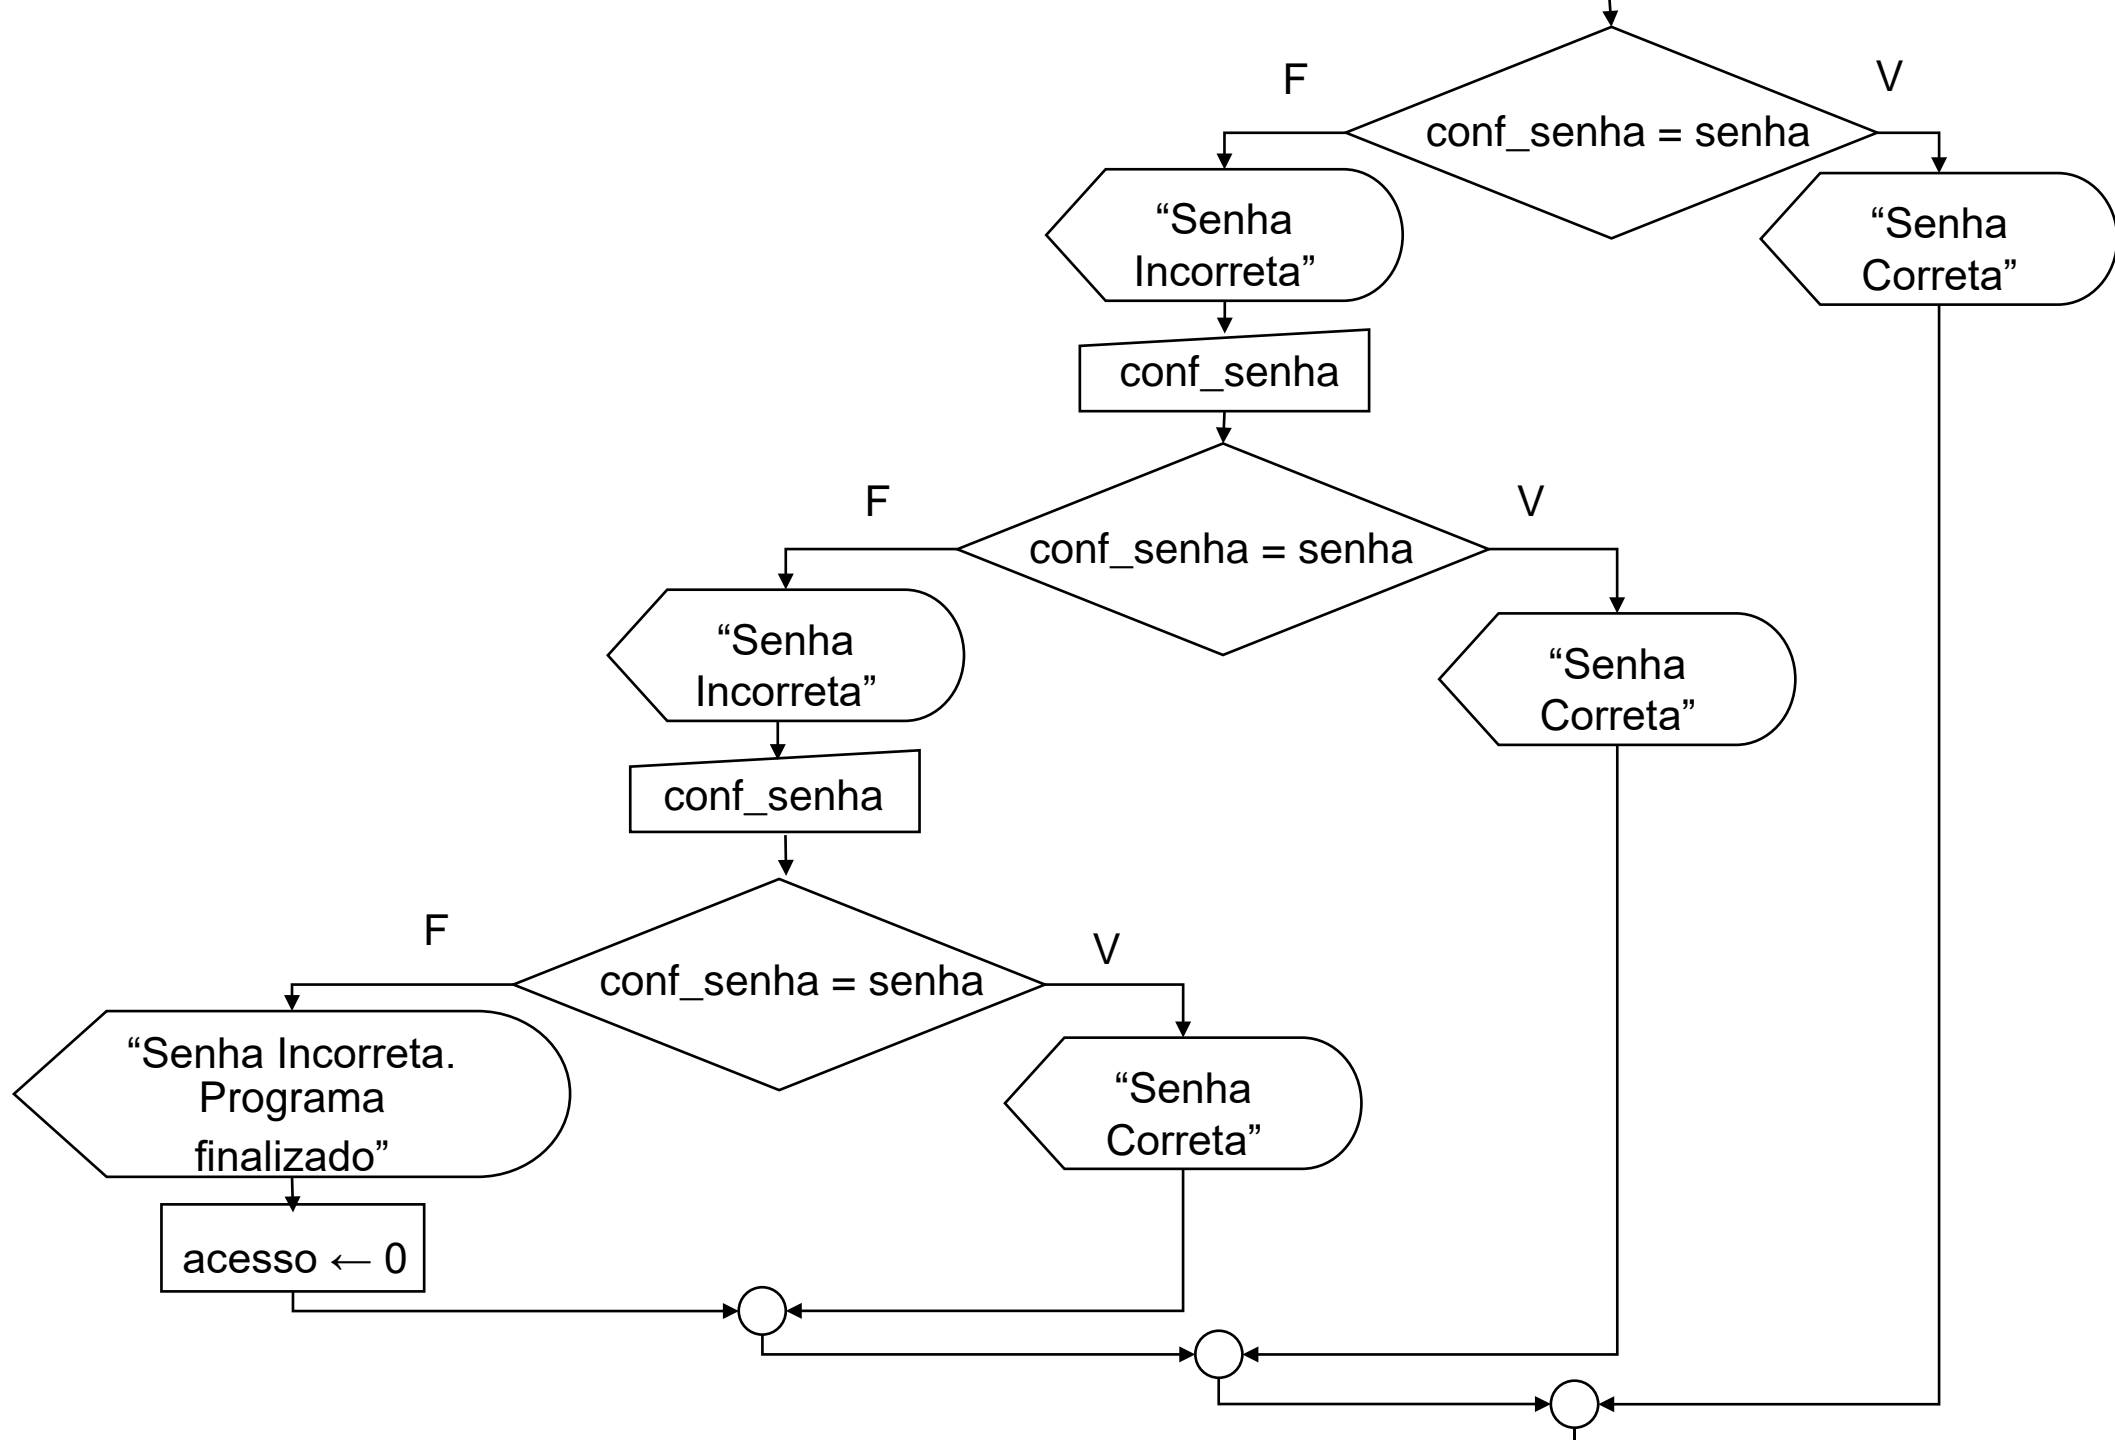 F
V
conf_senha = senha
“Senha
Incorreta”
“Senha
Correta”
conf_senha
F
V
conf_senha = senha
“Senha
Incorreta”
“Senha
Correta”
conf_senha
F
V
conf_senha = senha
“Senha Incorreta.
Programa
finalizado”
“Senha
Correta”
acesso ← 0